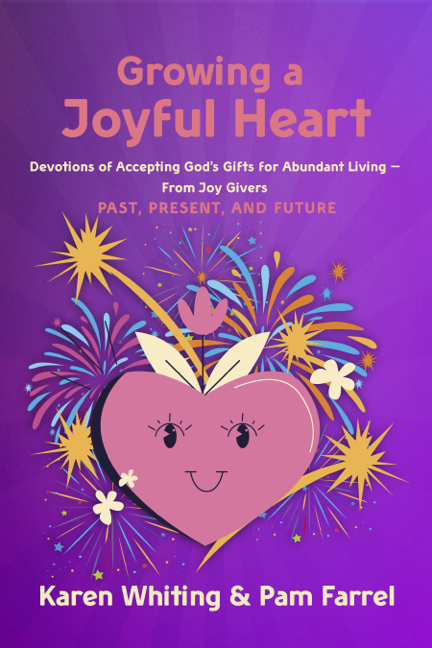 Growing a
Joyful Heart
Devotions of Accepting God's Gifts for Abundant Living –
From Joy Givers
PAST, PRESENT, AND FUTURE
Karen Whiting & Pam Farrel